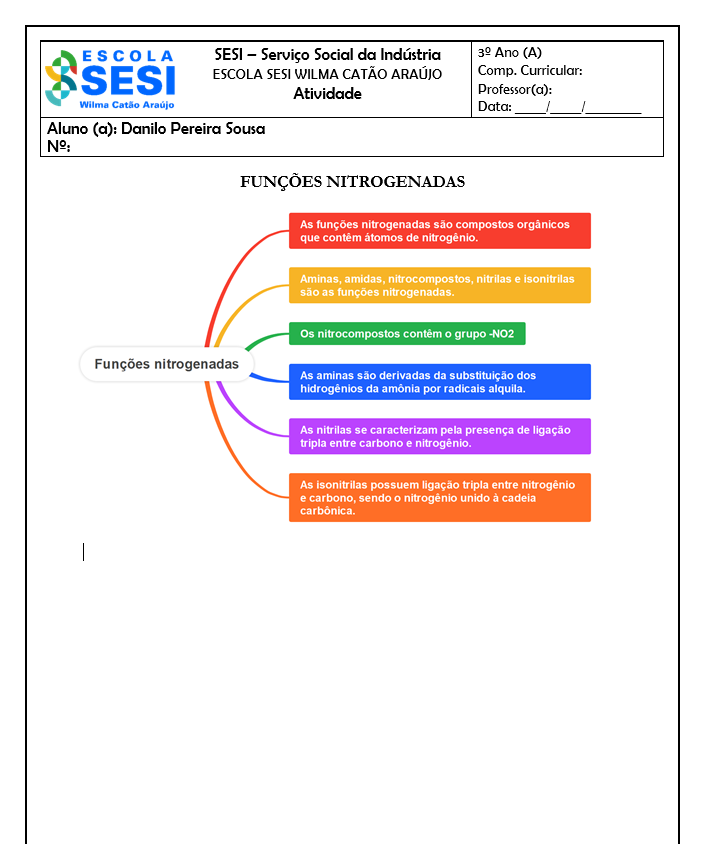 ESCOLA
SESI
Wilma Catão Araújo
SESI – Serviço Social da Indústria
ESCOLA SESI WILMA CATÃO ARAÚJO
Atividade
3º Ano (A)
Comp. Curricular:
Professor(a):
Data: ____/____/_______
Aluno (a): Danilo Pereira Sousa
Nº:
FUNÇÕES NITROGENADAS
Funções nitrogenadas
As funções nitrogenadas são compostos orgânicos
que contêm átomos de nitrogênio.
Aminas, amidas, nitrocompostos, nitrilas e isonitrilas
são as funções nitrogenadas.
Os nitrocompostos contêm o grupo -NO2
As aminas são derivadas da substituição dos
hidrogênios da amônia por radicais alquila.
As nitrilas se caracterizam pela presença de ligação
tripla entre carbono e nitrogênio.
As isonitrilas possuem ligação tripla entre nitrogênio
e carbono, sendo o nitrogênio unido à cadeia
carbônica.